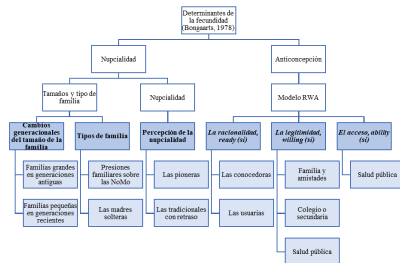 Determinantes de
la fecundidad
(Bongaarts, 1978)
Nupcialidad
Anticoncepción
Tamaños y tipo de
familia
Nupcialidad
Modelo RWA
Cambios
generacionales
del tamaño de la
familia
Tipos de familia
Percepción de la
nupcialidad
La racionalidad,
ready (si)
La legitimidad,
willing (si)
El acceso, ability
(si)
Familias grandes
en generaciones
antiguas
Presiones
familiares sobre
las NoMo
Las pioneras
Las conocedoras
Familia y
amistades
Salud pública
Familias pequeñas
en generaciones
recientes
Las madres
solteras
Las tradicionales
con retraso
Las usuarias
Colegio o
secundaria
Salud pública